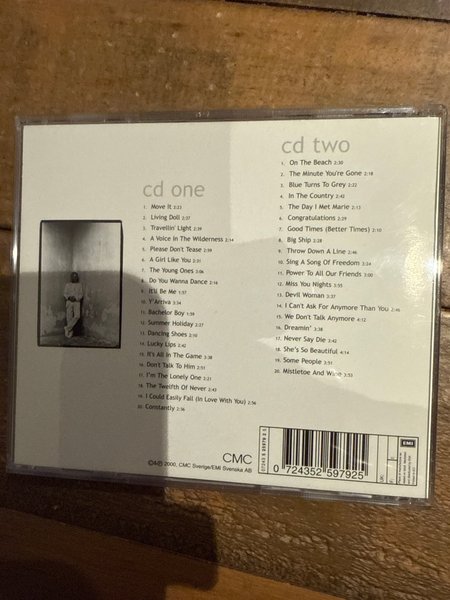 cd one
1. Move It 2:23
2. Living Doll 2:37
3. Travellin' Light 2:39
4. A Voice In The Wilderness 2:14
5. Please Don't Tease 2:59
6. A Girl Like You 2:31
7. The Young Ones 3:06
8. Do You Wanna Dance 2:16
9. It'll Be Me 1:57
10. Y'Arriva 3:34
11. Bachelor Boy 1:59
12. Summer Holiday 2:27
13. Dancing Shoes 2:10
14. Lucky Lips 2:42
15. It's All In The Game 3:38
16. Don't Talk To Him 2:51
17. I'm The Lonely One 2:21
18. The Twelfth Of Never 2:43
19. I Could Easily Fall (In Love With You) 2:56
20. Constantly 2:36
cd two
1. On The Beach 2:30
2. The Minute You're Gone 2:18
3. Blue Turns To Grey 2:22
4. In The Country 2:42
5. The Day I Met Marie 2:13
6. Congratulations 2:29
7. Good Times (Better Times) 2:10
8. Big Ship 2:28
9. Throw Down A Line 2:46
10. Sing A Song Of Freedom 3:24
11. Power To All Our Friends 3:00
12. Miss You Nights 3:55
13. Devil Woman 3:37
14. I Can't Ask For Anymore Than You 2:46
15. We Don't Talk Anymore 4:12
16. Dreamin' 3:38
17. Never Say Die 3:42
18. She's So Beautiful 4:14
19. Some People 3:51
20. Mistletoe And Wine 3:53
©&℗ 2000, CMC Sverige/EMI Svenska AB
CMC
0 724352 597925
EMI